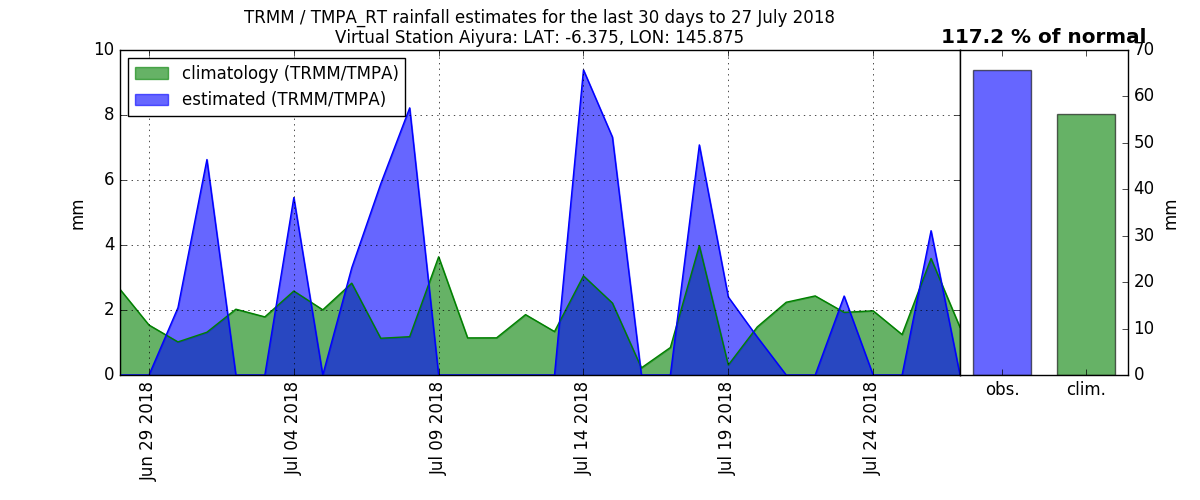 TRMM / TMPA_RT rainfall estimates for the last 30 days to 27 July 2018
Virtual Station Aiyura: LAT: -6.375, LON: 145.875
117.2 % of normal
climatology (TRMM/TMPA)
estimated (TRMM/TMPA)
10
8
6
4
2
0
mm
Jun 29 2018
Jul 04 2018
Jul 09 2018
Jul 14 2018
Jul 19 2018
Jul 24 2018
70
60
50
40
30
20
10
0
mm
obs.
clim.